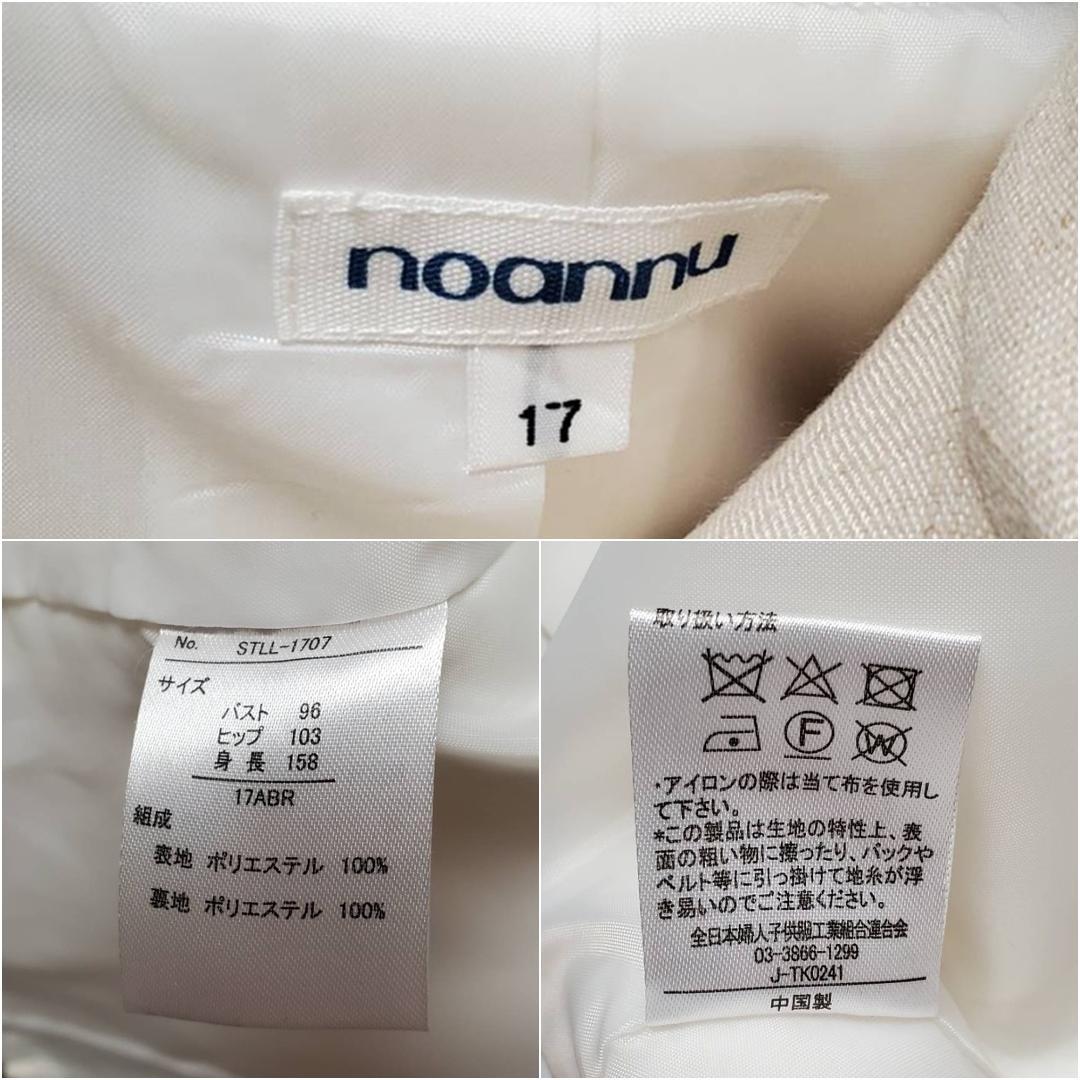 noannu
17
No. STLL-1707
サイズ
バスト 96
ヒップ 103
身長 158
17ABR
組成
表地 ポリエステル 100%
裏地 ポリエステル 100%
取り扱い方法
F
W
・アイロンの際は当て布を使用し
て下さい。
*この製品は生地の特性上、表
面の粗い物に擦ったり、バックや
ベルト等に引っ掛けて地糸が浮
き易いのでご注意ください。
全日本婦人子供服工業組合連合会
03-3866-1299
J-TK0241
中国製